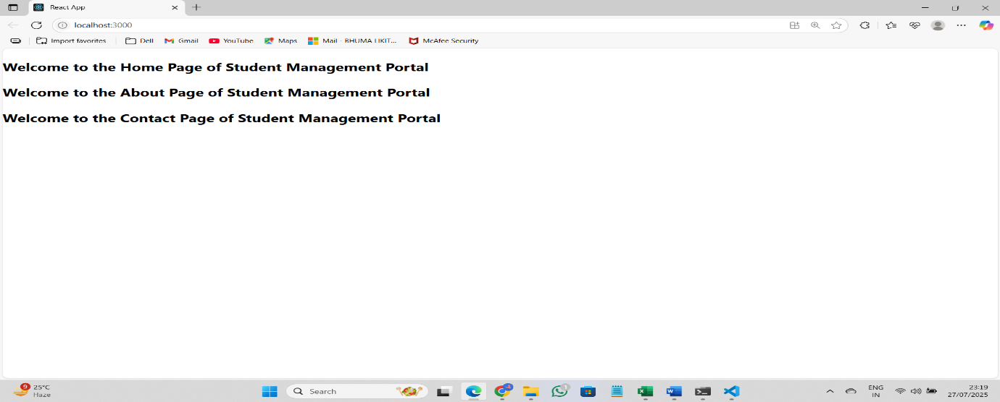 React App
localhost:3000
Import favorites Dell Gmail YouTube Maps Mail - BHUMA LIKIT... McAfee Security
Welcome to the Home Page of Student Management Portal
Welcome to the About Page of Student Management Portal
Welcome to the Contact Page of Student Management Portal
9 25°C
Haze
Search
ENG
IN
23:19
27/07/2025